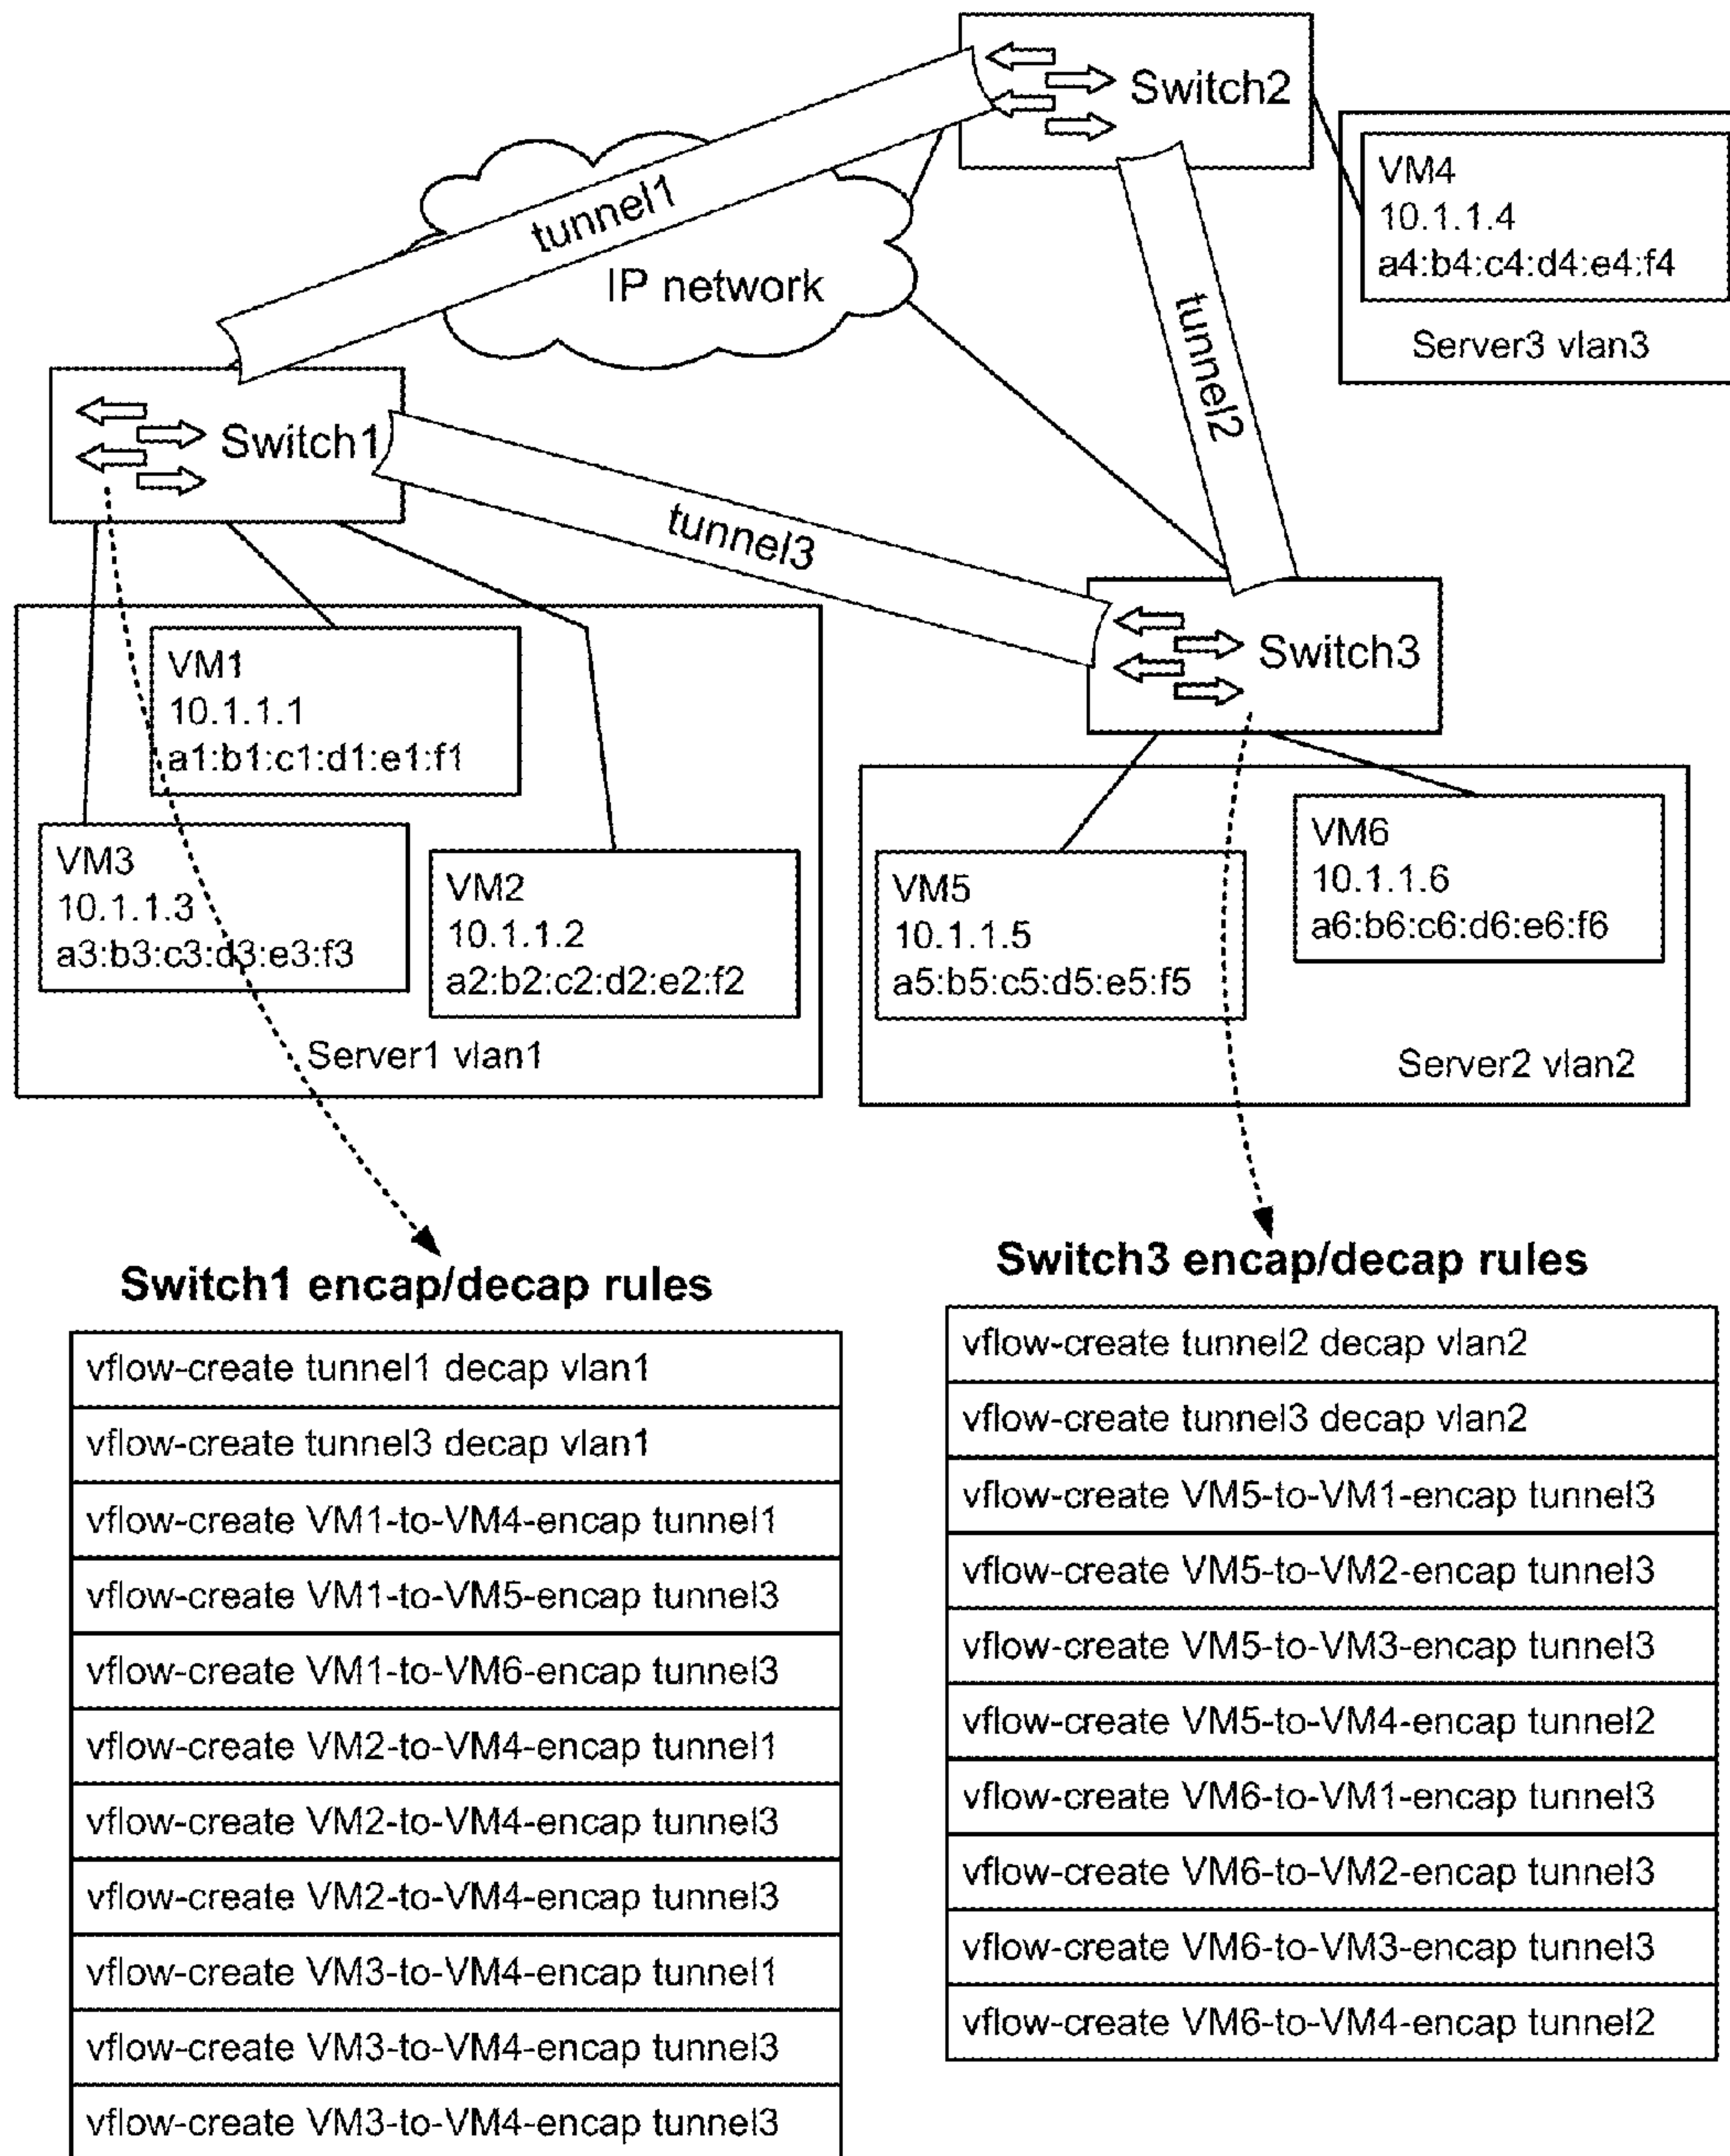 Switch2
VM4
10.1.1.4
a4:b4:c4:d4:e4:f4
Server3 vlan3
tunnel1
IP network
tunnel2
Switch1
tunnel3
Switch3
VM1
10.1.1.1
a1:b1:c1:d1:e1:f1
VM3
10.1.1.3
a3:b3:c3:d3:e3:f3
VM2
10.1.1.2
a2:b2:c2:d2:e2:f2
Server1 vlan1
VM5
10.1.1.5
a5:b5:c5:d5:e5:f5
VM6
10.1.1.6
a6:b6:c6:d6:e6:f6
Server2 vlan2
Switch1 encap/decap rules
vflow-create tunnel1 decap vlan1
vflow-create tunnel3 decap vlan1
vflow-create VM1-to-VM4-encap tunnel1
vflow-create VM1-to-VM5-encap tunnel3
vflow-create VM1-to-VM6-encap tunnel3
vflow-create VM2-to-VM4-encap tunnel1
vflow-create VM2-to-VM4-encap tunnel3
vflow-create VM2-to-VM4-encap tunnel3
vflow-create VM3-to-VM4-encap tunnel1
vflow-create VM3-to-VM4-encap tunnel3
vflow-create VM3-to-VM4-encap tunnel3
Switch3 encap/decap rules
vflow-create tunnel2 decap vlan2
vflow-create tunnel3 decap vlan2
vflow-create VM5-to-VM1-encap tunnel3
vflow-create VM5-to-VM2-encap tunnel3
vflow-create VM5-to-VM3-encap tunnel3
vflow-create VM5-to-VM4-encap tunnel2
vflow-create VM6-to-VM1-encap tunnel3
vflow-create VM6-to-VM2-encap tunnel3
vflow-create VM6-to-VM3-encap tunnel3
vflow-create VM6-to-VM4-encap tunnel2